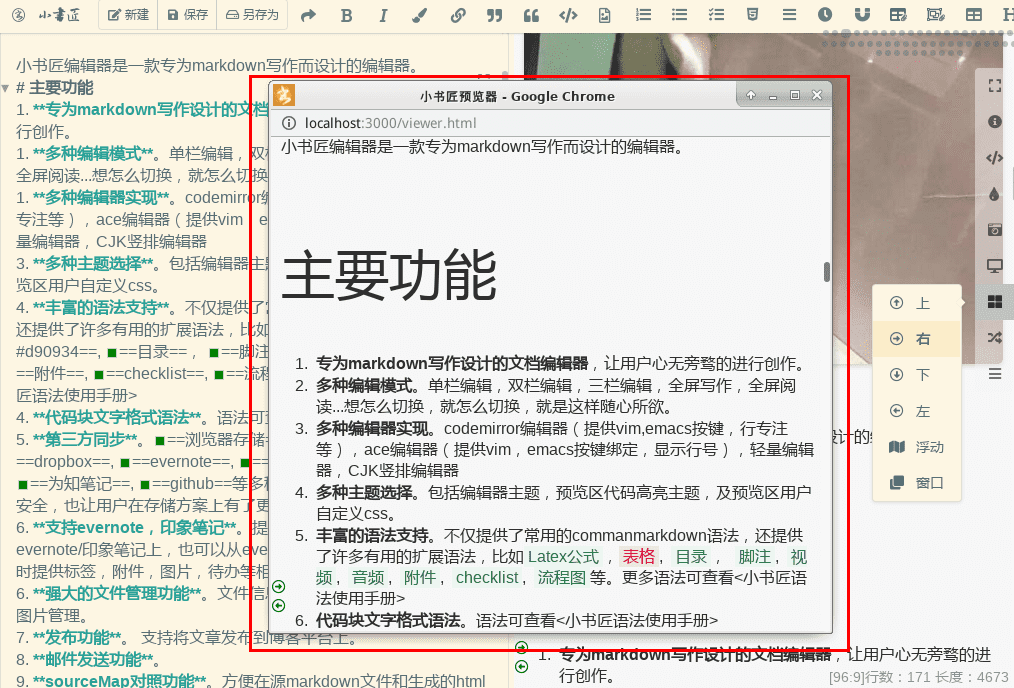 小书匠 新建 保存 另存为
小书匠编辑器是一款专为markdown写作而设计的编辑器。
# 主要功能
1. **专为markdown写作设计的文档
行创作。
1. **多种编辑模式**。单栏编辑，双栏
全屏阅读...想怎么切换，就怎么切换
1. **多种编辑器实现**。codemirror编
专注等），ace编辑器（提供vim
量编辑器，CJK竖排编辑器
3. **多种主题选择**。包括编辑器主
览区用户自定义css。
4. **丰富的语法支持**。不仅提供了
还提供了许多有用的扩展语法，比如
#d90934==, ==目录==， ==脚注
==附件==, ==checklist==, ==流程
匠语法使用手册>
4. **代码块文字格式语法**。语法可
5. **第三方同步**。 ==浏览器存储
==dropbox==, ==evernote==,
==为知笔记==, ==github==等多
安全，也让用户在存储方案上有了更
6. **支持evernote，印象笔记**。提
evernote/印象笔记上，也可以从eve
时提供标签，附件，图片，待办等相
6. **强大的文件管理功能**。文件信
图片管理。
7. **发布功能**。 支持将文章发布到博客平台上。
8. **邮件发送功能**。
9. **sourceMap对照功能**。方便在源markdown文件和生成的html
小书匠预览器 - Google Chrome
localhost:3000/viewer.html
小书匠编辑器是一款专为markdown写作而设计的编辑器。
主要功能
1. 专为markdown写作设计的文档编辑器，让用户心无旁骛的进行创作。
2. 多种编辑模式。单栏编辑，双栏编辑，三栏编辑，全屏写作，全屏阅
读...想怎么切换，就怎么切换，就是这样随心所欲。
3. 多种编辑器实现。codemirror编辑器（提供vim,emacs按键，行专注
等），ace编辑器（提供vim，emacs按键绑定，显示行号），轻量编辑
器，CJK竖排编辑器
4. 多种主题选择。包括编辑器主题，预览区代码高亮主题，及预览区用户
自定义css。
5. 丰富的语法支持。不仅提供了常用的commanmarkdown语法，还提供
了许多有用的扩展语法，比如 Latex公式 ， 表格， 目录 ， 脚注，视
频， 音频， 附件， checklist， 流程图 等。更多语法可查看<小书匠语
法使用手册>
6. 代码块文字格式语法。语法可查看<小书匠语法使用手册>
上
右
下
左
浮动
窗口
设计的编
1. 专为markdown写作设计的文档编辑器，让用户心无旁骛的进
行创作。
[96:9]行数：171 长度：4673